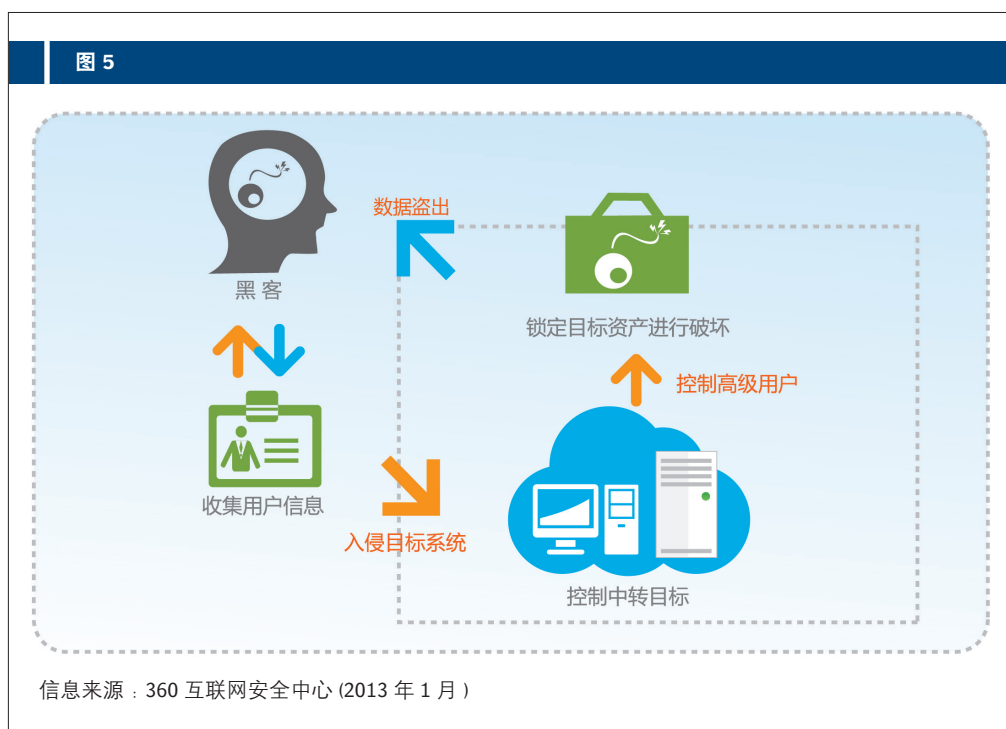 图 5
数据盗出
黑 客
锁定目标资产进行破坏
控制高级用户
收集用户信息
入侵目标系统
控制中转目标
信息来源：360 互联网安全中心 (2013 年 1 月 )